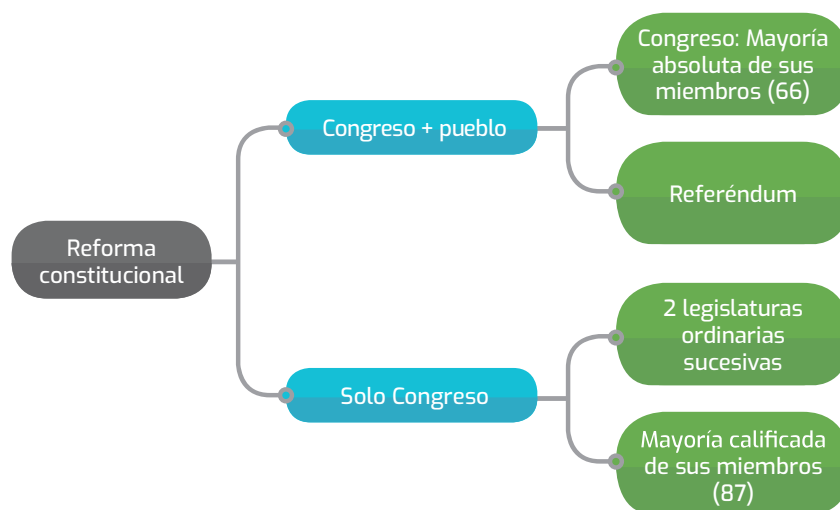 Reforma
constitucional
Congreso + pueblo
Congreso: Mayoría
absoluta de sus
miembros (66)
Referéndum
Solo Congreso
2 legislaturas
ordinarias
sucesivas
Mayoría calificada
de sus miembros
(87)